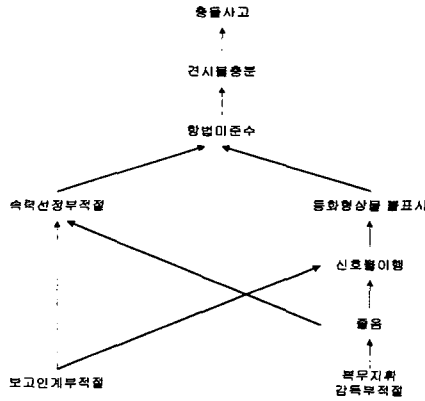 충돌사고
견시불충분
항법미준수
속력선정부적절
등화형상물 불표시
신호불이행
졸음
보고인계부적절
복무지휘
감독부적절